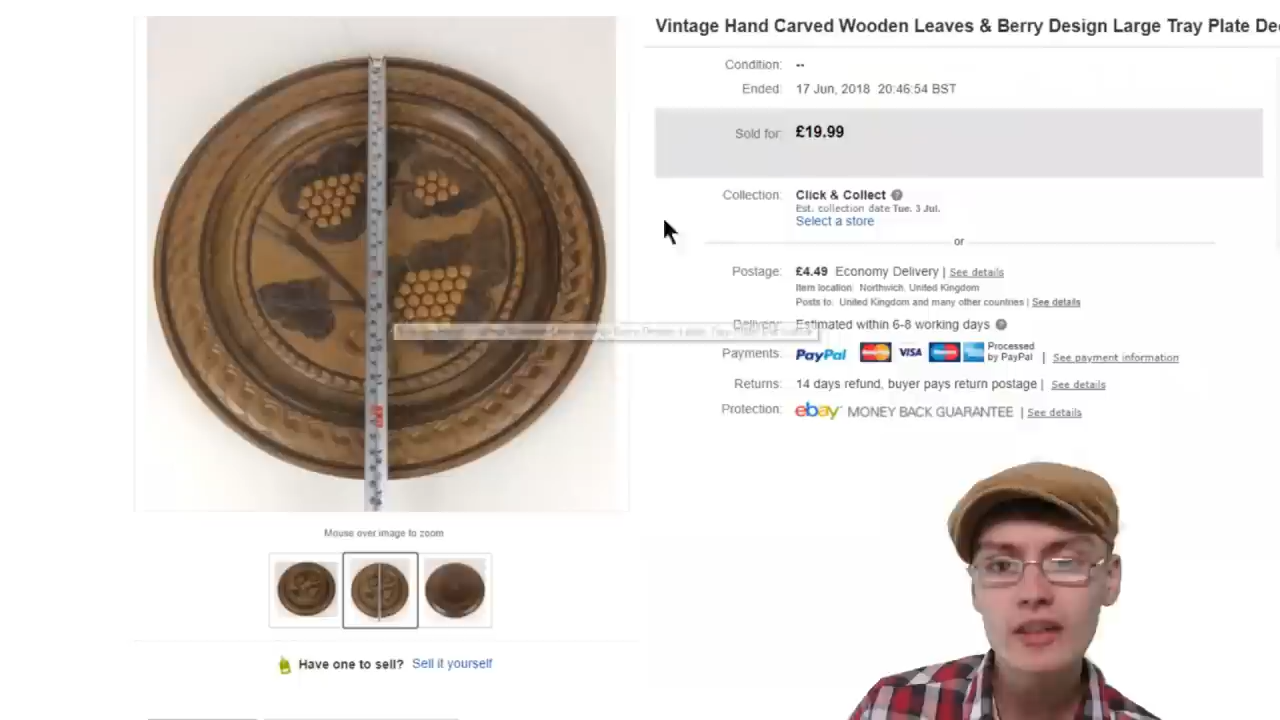 Vintage Hand Carved Wooden Leaves & Berry Design Large Tray Plate De
Condition: --
Ended: 17 Jun, 2018 20:46:54 BST
Sold for: £19.99
Collection: Click & Collect
Est. collection date Tue. 3 Jul.
Select a store
or
Postage: £4.49 Economy Delivery | See details
Item location: Northwich, United Kingdom
Posts to: United Kingdom and many other countries | See details
Delivery: Estimated within 6-8 working days
Payments: PayPal MasterCard VISA Maestro Processed by PayPal | See payment information
Returns: 14 days refund, buyer pays return postage | See details
Protection: ebay MONEY BACK GUARANTEE | See details
Mouse over image to zoom
Have one to sell? Sell it yourself